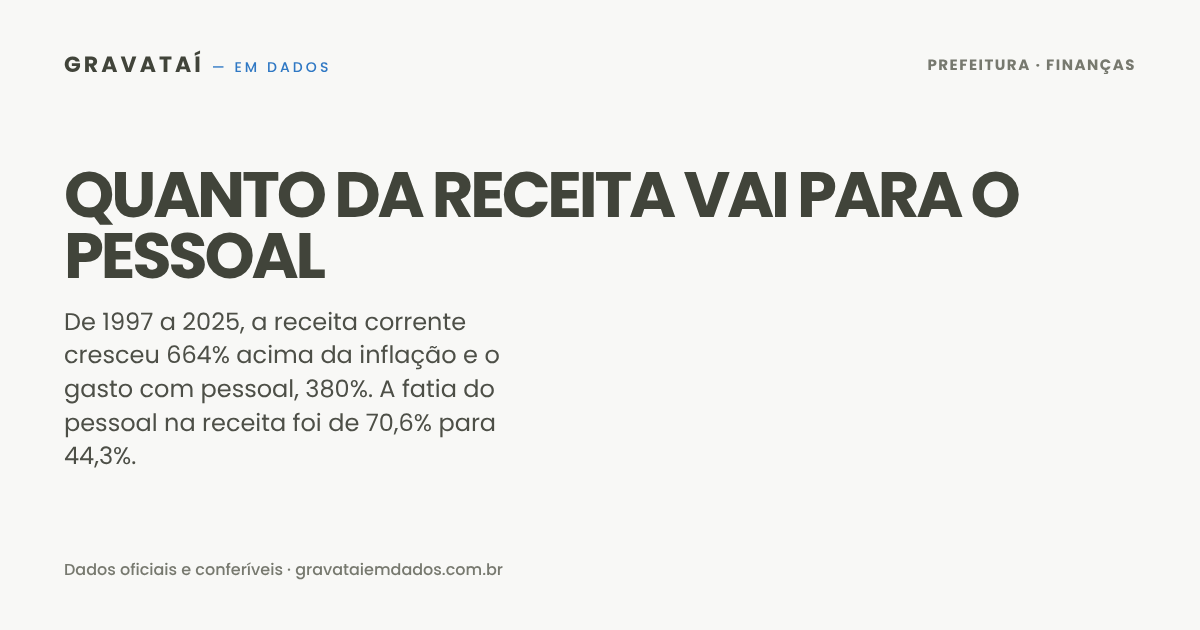 GRAVATAÍ — EM DADOS
PREFEITURA · FINANÇAS
QUANTO DA RECEITA VAI PARA O
PESSOAL
De 1997 a 2025, a receita corrente
cresceu 664% acima da inflação e o
gasto com pessoal, 380%. A fatia do
pessoal na receita foi de 70,6% para
44,3%.
Dados oficiais e conferíveis · gravataiemdados.com.br